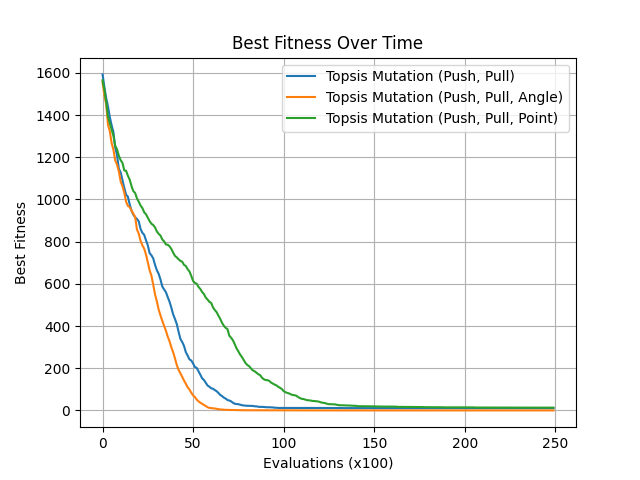 Best Fitness Over Time
Topsis Mutation (Push, Pull)
Topsis Mutation (Push, Pull, Angle)
Topsis Mutation (Push, Pull, Point)
Best Fitness
1600
1400
1200
1000
800
600
400
200
0
0 50 100 150 200 250
Evaluations (x100)